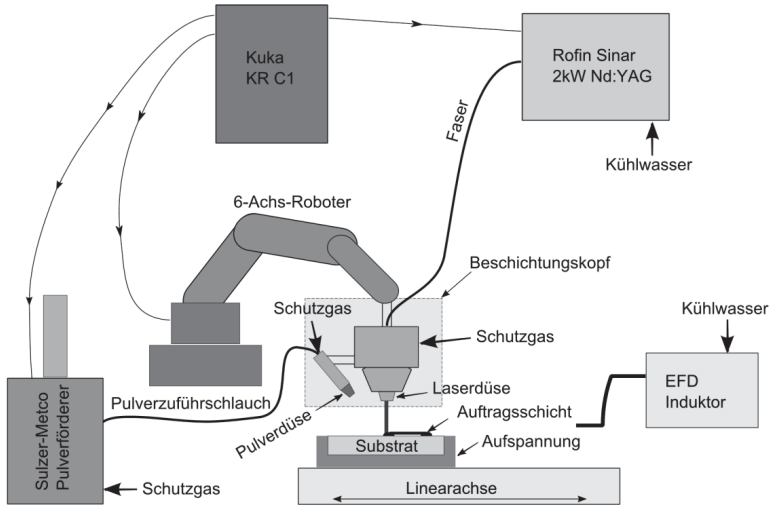 Kuka
KR C1
Rofin Sinar
2kW Nd:YAG
Faser
Kühlwasser
6-Achs-Roboter
Beschichtungskopf
Schutzgas
Schutzgas
Kühlwasser
EFD
Induktor
Laserdüse
Pulverzuführschlauch
Pulverdüse
Auftragsschicht
Substrat
Aufspannung
Sulzer-Metco
Pulverförderer
Schutzgas
Linearachse